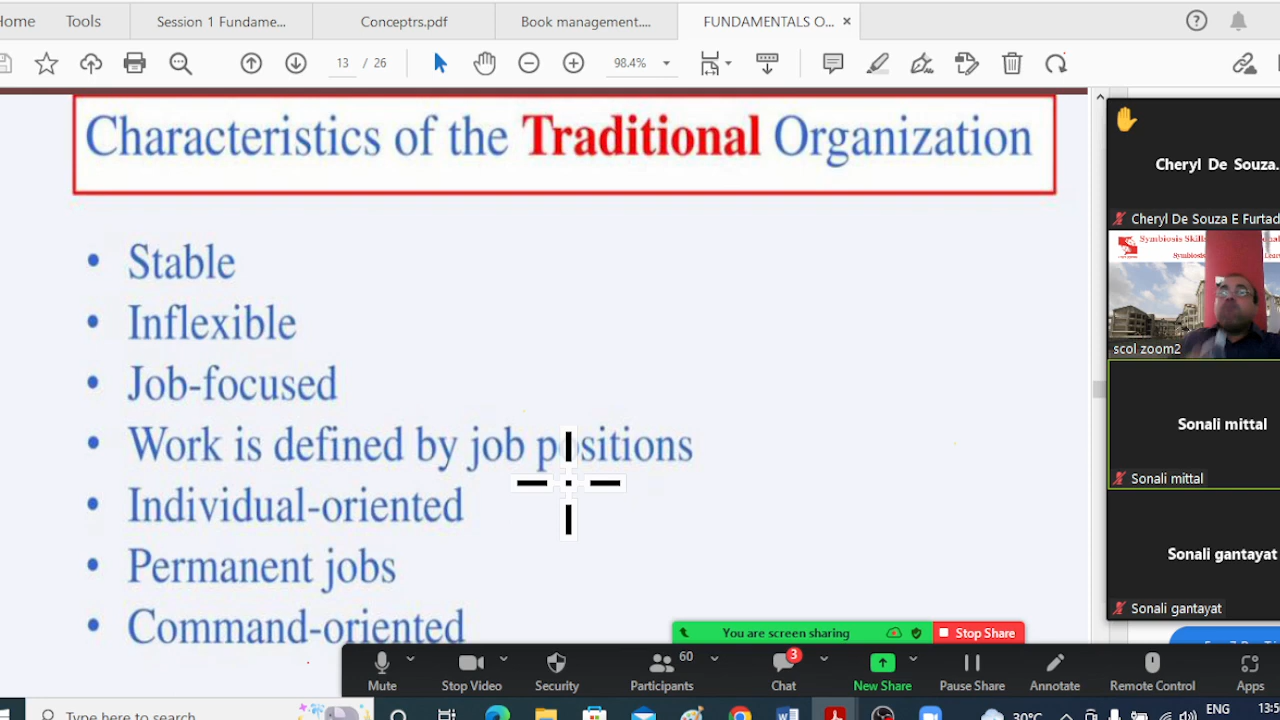 Home Tools Session 1 Fundame... Conceptrs.pdf Book management.... FUNDAMENTALS O... ×
13 / 26 98.4%
Characteristics of the Traditional Organization
• Stable
• Inflexible
• Job-focused
• Work is defined by job positions
• Individual-oriented
• Permanent jobs
• Command-oriented
Cheryl De Souza...
Cheryl De Souza E Furtad
scol zoom2
Sonali mittal
Sonali mittal
Sonali gantayat
Sonali gantayat
You are screen sharing Stop Share
60 3
Mute Stop Video Security Participants Chat New Share Pause Share Annotate Remote Control Apps
Type here to search 30°C ENG